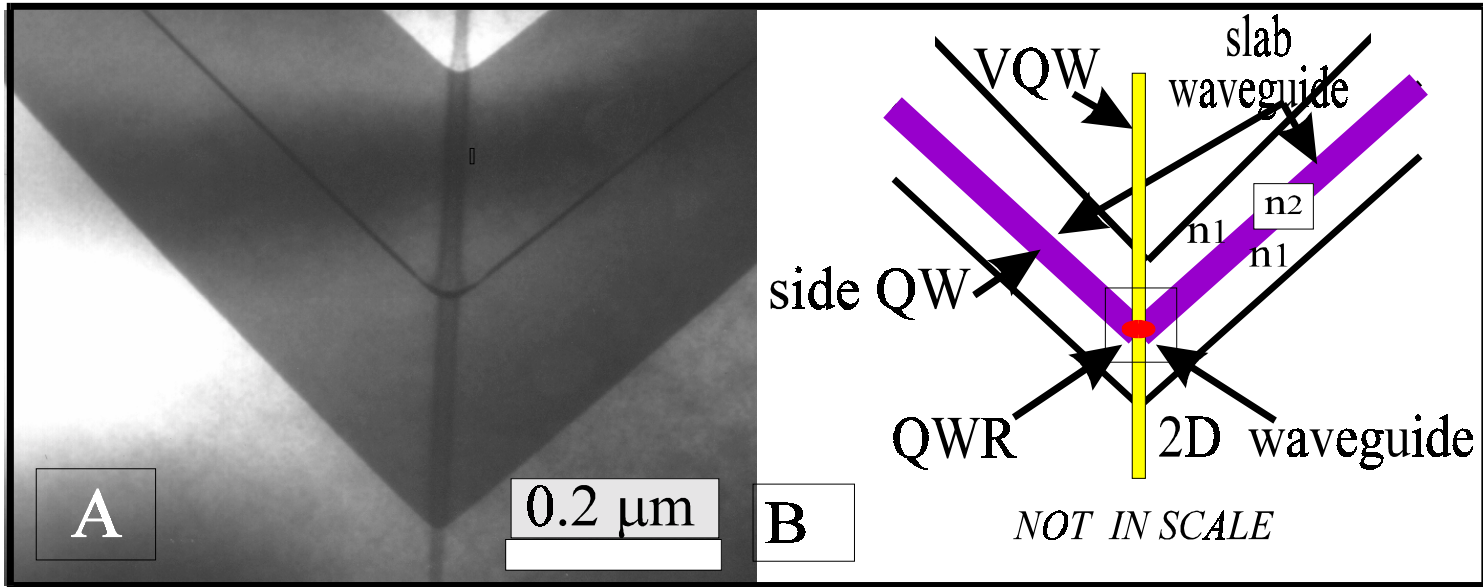 A
0.2 μm
B
VQW
slab
waveguide
n2
n1
n1
side QW
QWR
2D waveguide
NOT IN SCALE